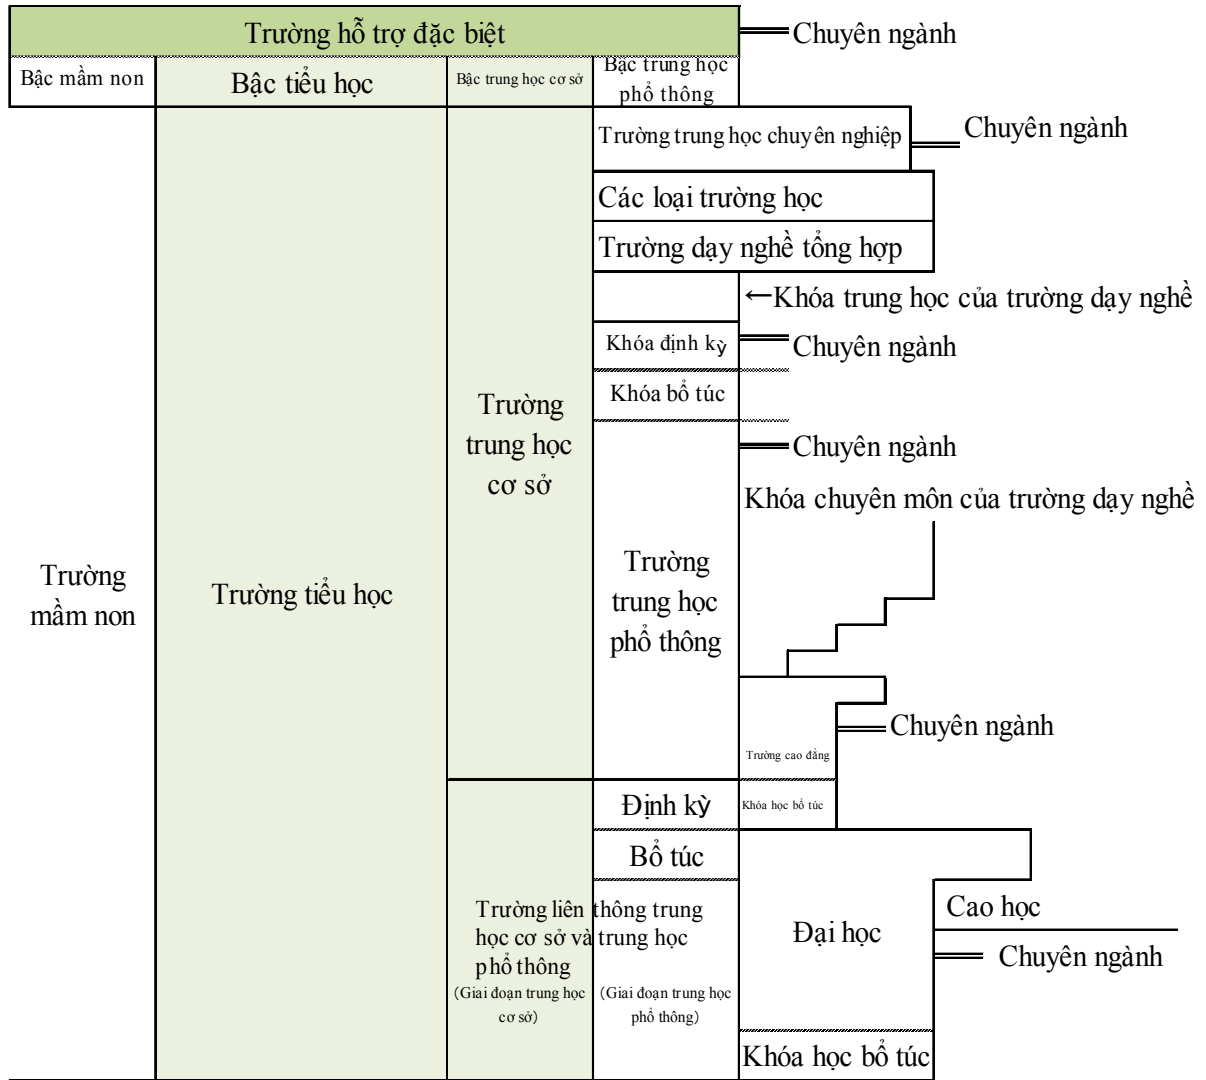 Trường hỗ trợ đặc biệt
Chuyên ngành
Bậc mầm non
Bậc tiểu học
Bậc trung học cơ sở
Bậc trung học
phổ thông
Trường trung học chuyên nghiệp
Chuyên ngành
Các loại trường học
Trường dạy nghề tổng hợp
←Khóa trung học của trường dạy nghề
Khóa định kỳ
Chuyên ngành
Khóa bổ túc
Trường
trung học
cơ sở
Chuyên ngành
Khóa chuyên môn của trường dạy nghề
Trường
mầm non
Trường tiểu học
Trường
trung học
phổ thông
Chuyên ngành
Trường cao đẳng
Định kỳ
Khóa học bổ túc
Bổ túc
Trường liên thông trung
học cơ sở và trung học
phổ thông
(Giai đoạn trung học
cơ sở)
(Giai đoạn trung học
phổ thông)
Đại học
Cao học
Chuyên ngành
Khóa học bổ túc